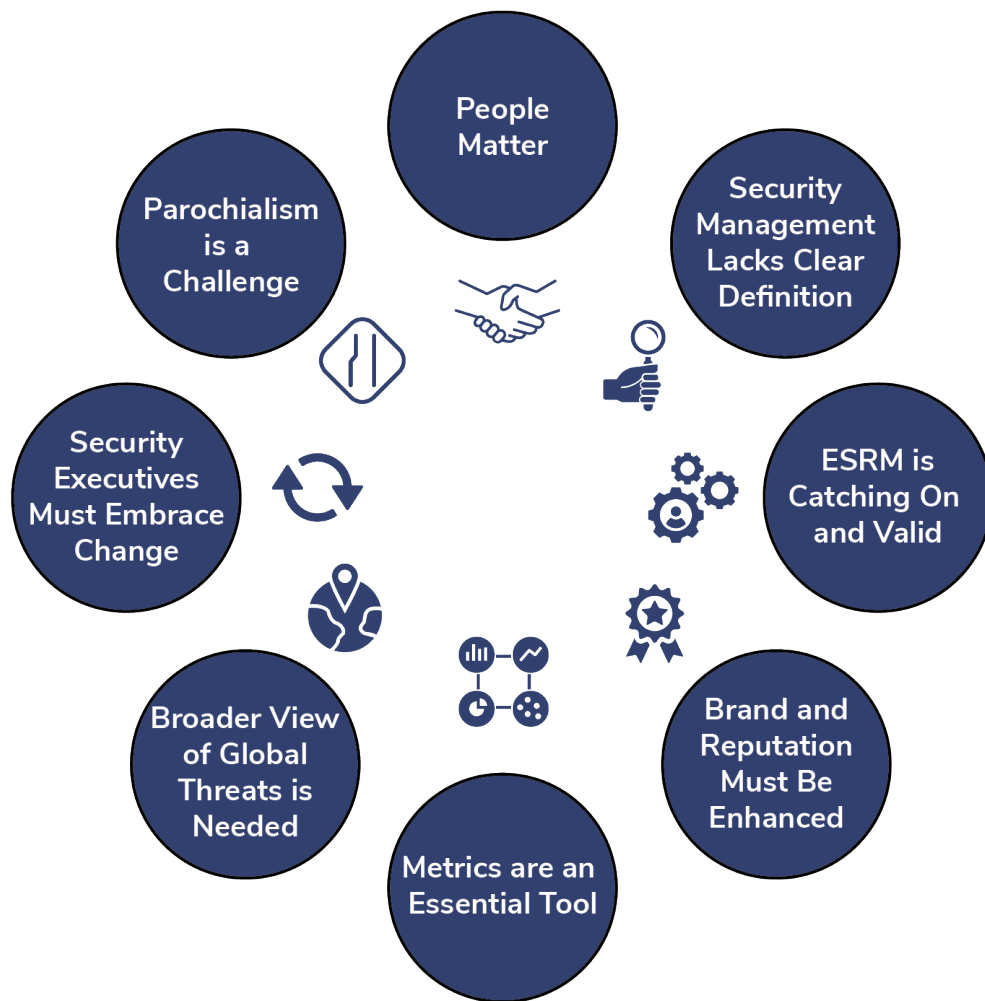 People
Matter
Security
Management
Lacks Clear
Definition
ESRM is
Catching On
and Valid
Brand and
Reputation
Must Be
Enhanced
Metrics are an
Essential Tool
Broader View
of Global
Threats is
Needed
Security
Executives
Must Embrace
Change
Parochialism
is a
Challenge